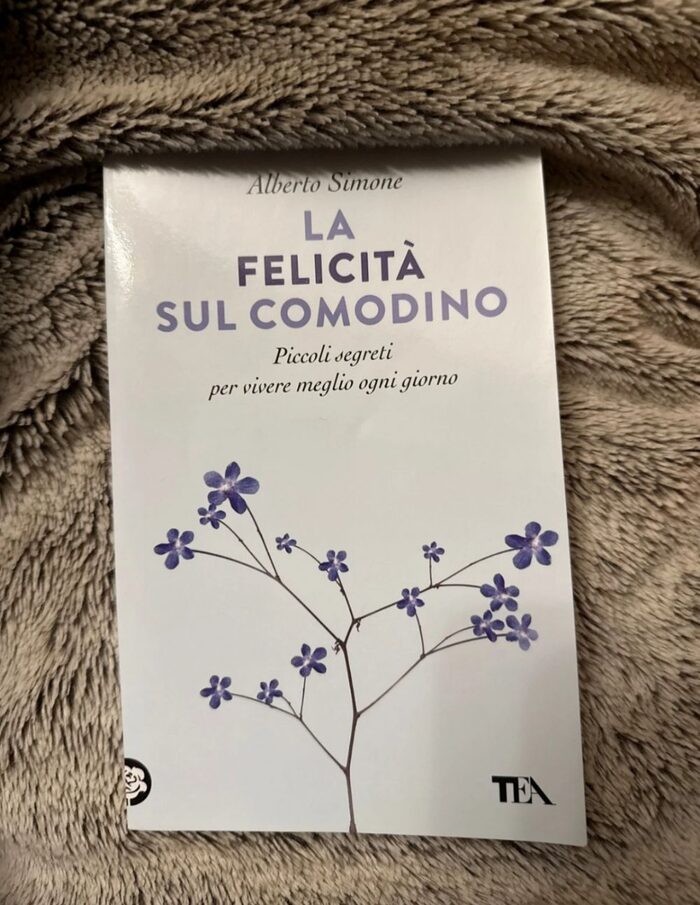 Alberto Simone
LA
FELICITÀ
SUL COMODINO
Piccoli segreti
per vivere meglio ogni giorno
TEA